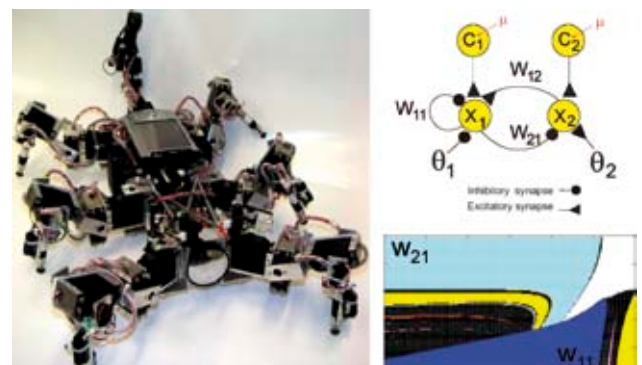 μ
μ
C₁
C₂
W₁₂
W₁₁
X₁
X₂
W₂₁
θ₁
θ₂
Inhibitory synapse
Excitatory synapse
W₂₁
W₁₁